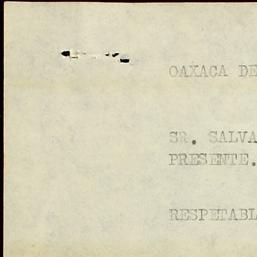 OAXACA DE
SR. SALVA
PRESENTE.
RESPETABL